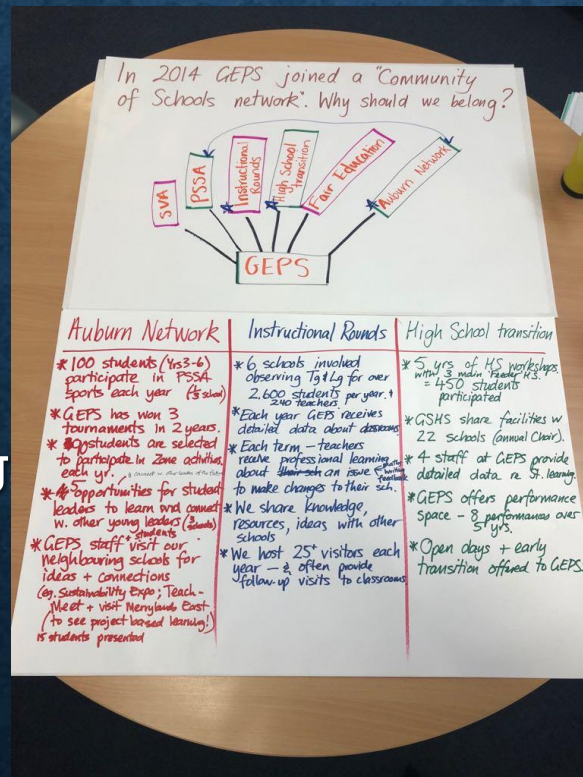 In 2014 GEPS joined a "Community
of Schools network". Why should we belong?
SVA
PSSA
Instructional
Rounds
High School
transition
Fair Education
Auburn Network
GEPS
Auburn Network
* 100 students (Yrs 3-6)
participate in PSSA
sports each year
* GEPS has won 3
tournaments in 2 years.
* students are selected
to participate in Zone activities
each yr.
* 5 opportunities for student
leaders to learn and connect
w. other young leaders (3 schools)
* GEPS staff + students visit our
neighbouring schools for
ideas + connections
(eg. Sustainability Expo; Teach-
Meet + visit Merrylands East
(to see project based learning!)
15 students presented
Instructional Rounds
* 6 schools involved
observing Tg + Lg for over
2,600 students per year. +
240 teachers
* Each year GEPS receives
detailed data about classrooms
* Each term - teachers
receive professional learning
about their sch an issue
feedback
to make changes to their sch.
* We share knowledge,
resources, ideas with other
schools
* We host 25+ visitors each
year - & often provide
follow-up visits to classrooms
High School transition
* 5 yrs of HS workshops
with 3 main Feeder HS.
= 450 students
participated
* GSHS share facilities w
22 schools (annual Choir).
* 4 staff at GEPS provide
detailed data re St. learning
* GEPS offers performance
space - 8 performances over
5 yrs.
* Open days + early
transition offered to GEPS